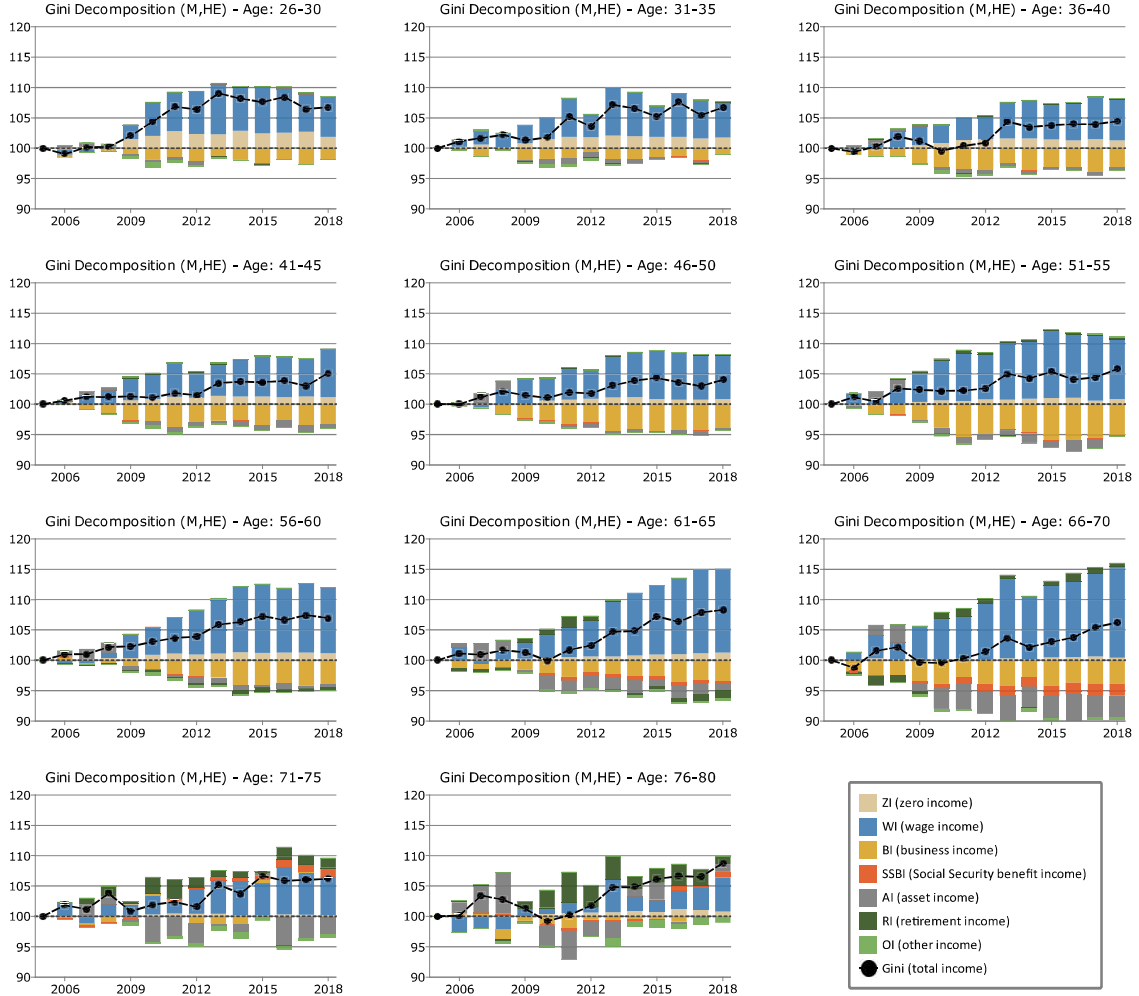 Gini Decomposition (M,HE) - Age: 26-30
120
115
110
105
100
95
90
2006 2009 2012 2015 2018
Gini Decomposition (M,HE) - Age: 31-35
120
115
110
105
100
95
90
2006 2009 2012 2015 2018
Gini Decomposition (M,HE) - Age: 36-40
120
115
110
105
100
95
90
2006 2009 2012 2015 2018
Gini Decomposition (M,HE) - Age: 41-45
120
115
110
105
100
95
90
2006 2009 2012 2015 2018
Gini Decomposition (M,HE) - Age: 46-50
120
115
110
105
100
95
90
2006 2009 2012 2015 2018
Gini Decomposition (M,HE) - Age: 51-55
120
115
110
105
100
95
90
2006 2009 2012 2015 2018
Gini Decomposition (M,HE) - Age: 56-60
120
115
110
105
100
95
90
2006 2009 2012 2015 2018
Gini Decomposition (M,HE) - Age: 61-65
120
115
110
105
100
95
90
2006 2009 2012 2015 2018
Gini Decomposition (M,HE) - Age: 66-70
120
115
110
105
100
95
90
2006 2009 2012 2015 2018
Gini Decomposition (M,HE) - Age: 71-75
120
115
110
105
100
95
90
2006 2009 2012 2015 2018
Gini Decomposition (M,HE) - Age: 76-80
120
115
110
105
100
95
90
2006 2009 2012 2015 2018
ZI (zero income)
WI (wage income)
BI (business income)
SSBI (Social Security benefit income)
AI (asset income)
RI (retirement income)
OI (other income)
Gini (total income)